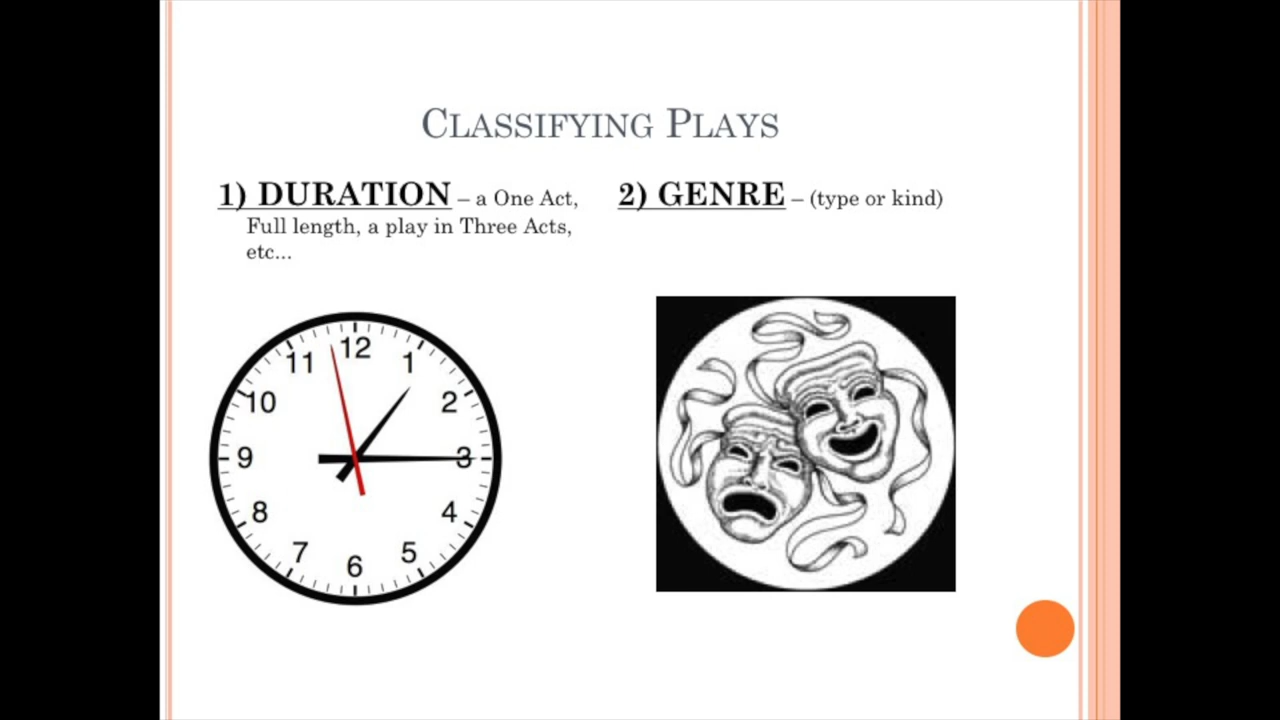 Classifying Plays
1) DURATION – a One Act,
Full length, a play in Three Acts,
etc...
2) GENRE – (type or kind)
12
1
2
3
4
5
6
7
8
9
10
11